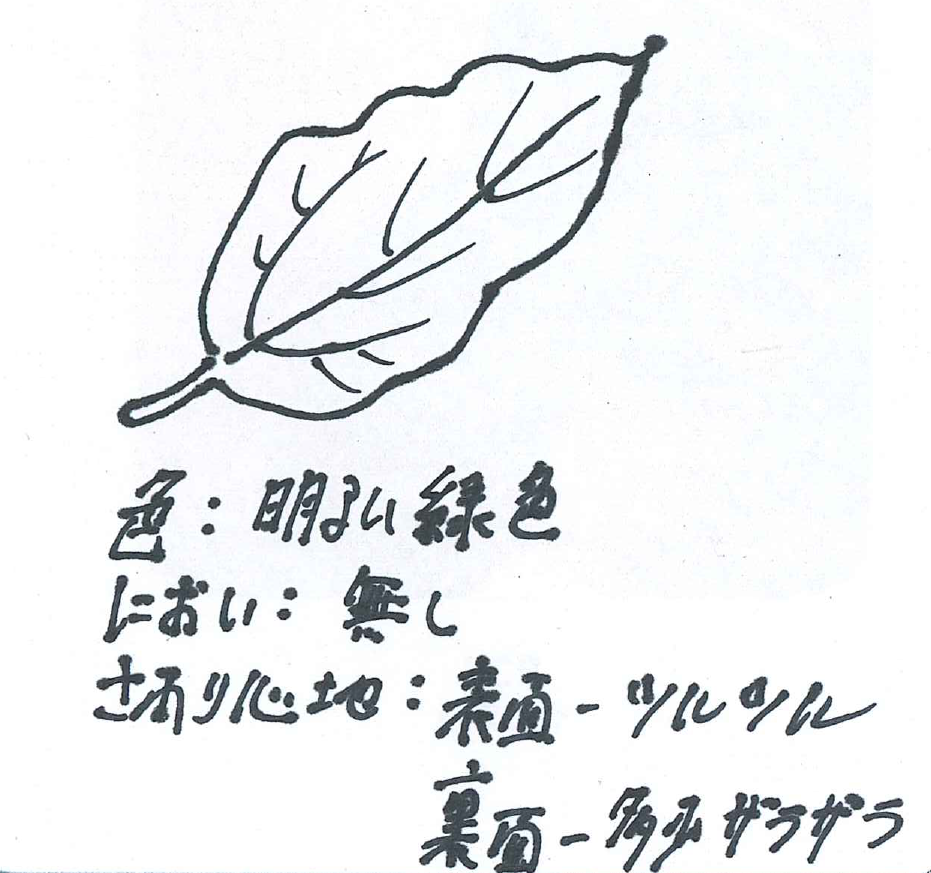 色：明るい緑色
におい：無し
さわり心地：表面－ツルツル
裏面－多少ザラザラ